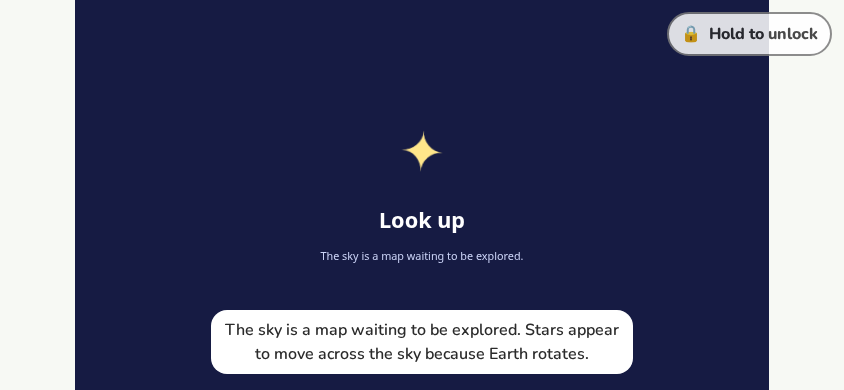 🔒 Hold to unlock
Look up
The sky is a map waiting to be explored.
The sky is a map waiting to be explored. Stars appear
to move across the sky because Earth rotates.